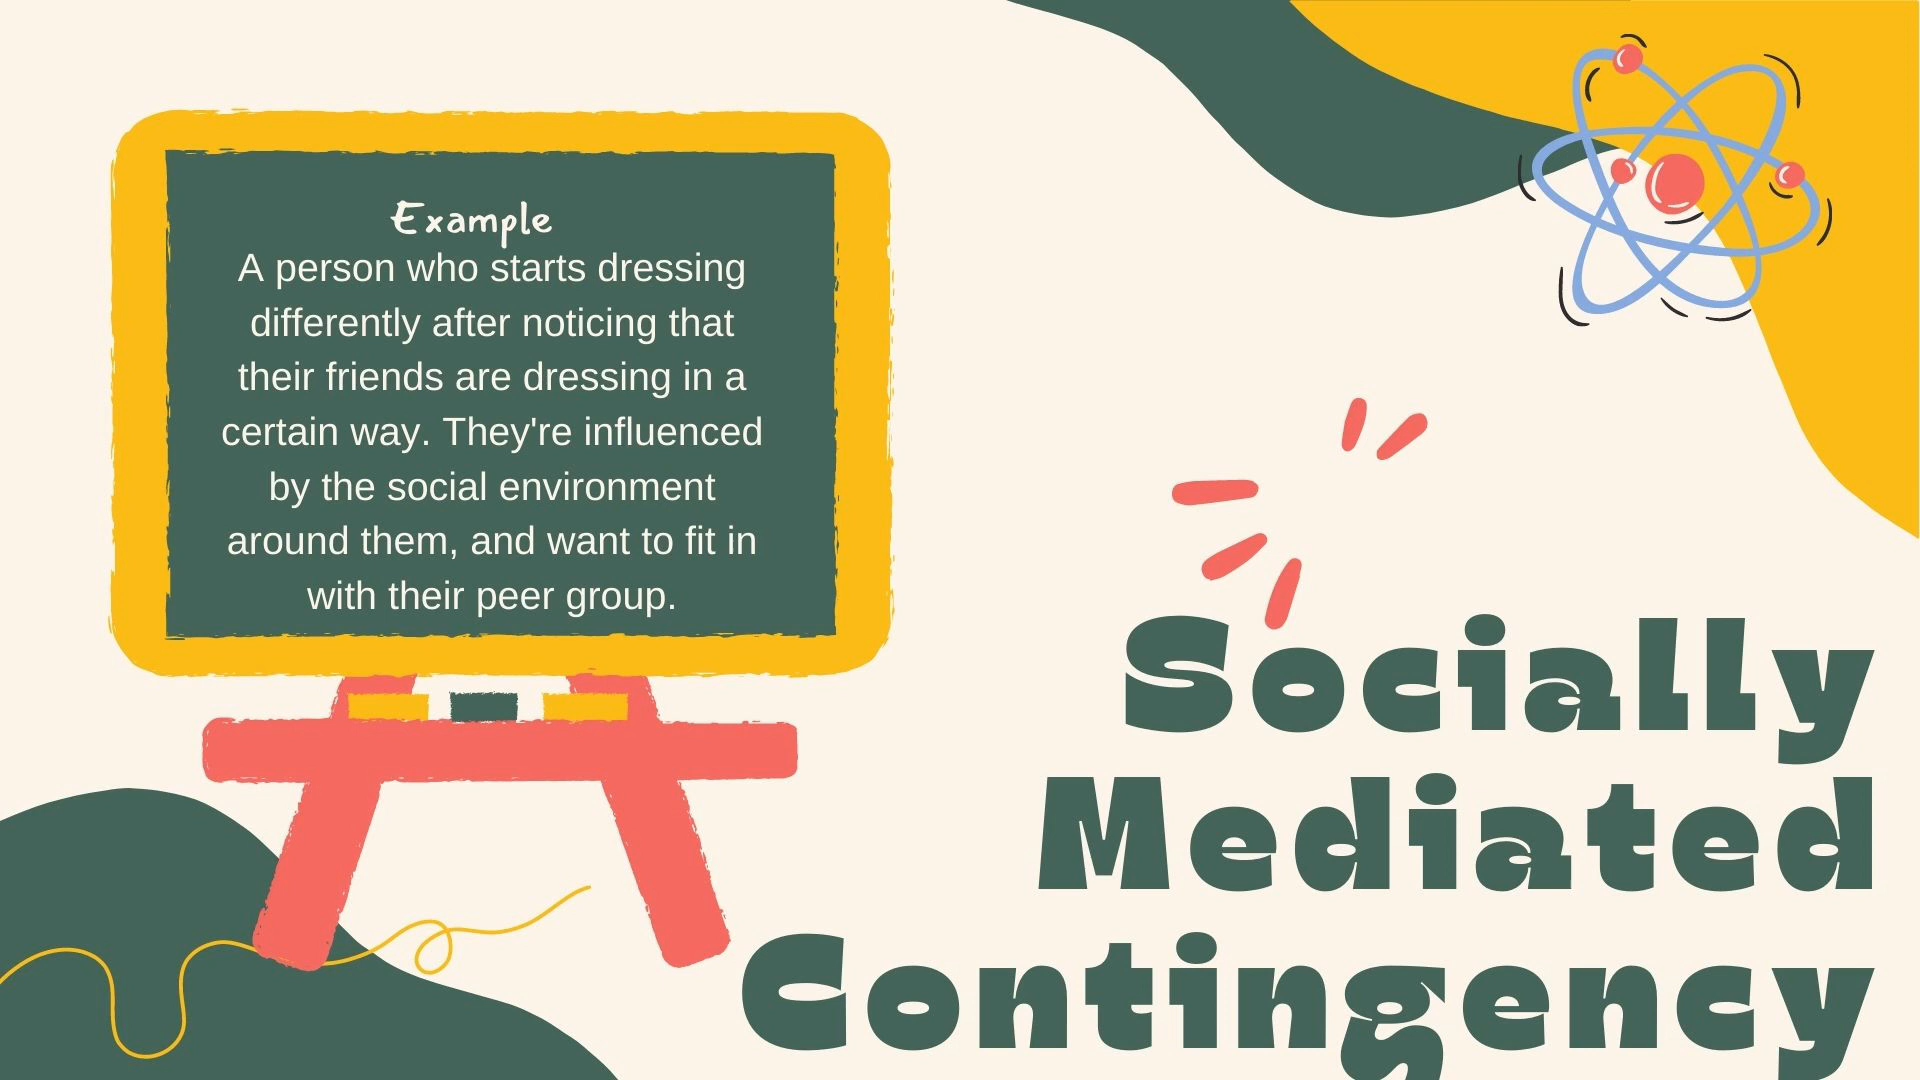 Example
A person who starts dressing
differently after noticing that
their friends are dressing in a
certain way. They're influenced
by the social environment
around them, and want to fit in
with their peer group.
Socially
Mediated
Contingency